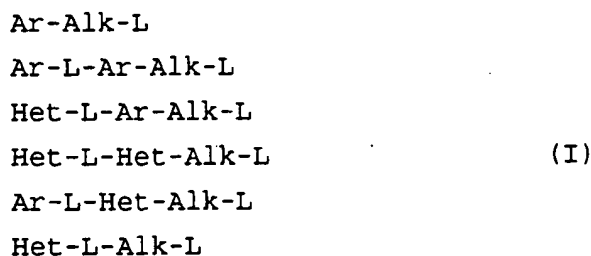 Ar-Alk-L
Ar-L-Ar-Alk-L
Het-L-Ar-Alk-L
Het-L-Het-Alk-L (I)
Ar-L-Het-Alk-L
Het-L-Alk-L